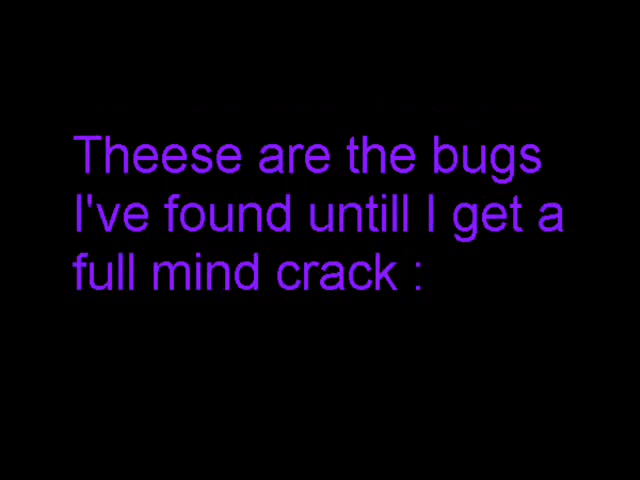 Theese are the bugs
I've found untill I get a
full mind crack :